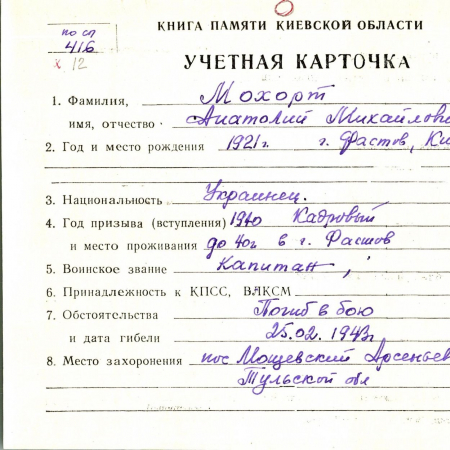 КНИГА ПАМЯТИ КИЕВСКОЙ ОБЛАСТИ
по сп
416
х 12
УЧЕТНАЯ КАРТОЧКА
1. Фамилия, Мохорт
имя, отчество Анатолий Михайлов
2. Год и место рождения 1921г. г. Фастов, Ки
3. Национальность Украинец.
4. Год призыва (вступления) 1940 Кадровый
и место проживания до 40г в г. Фастов
5. Воинское звание Капитан,
6. Принадлежность к КПСС, ВЛКСМ
7. Обстоятельства Погиб в бою
и дата гибели 25.02.1943г
8. Место захоронения пос Мощевский Арсеньев
Тульской обл